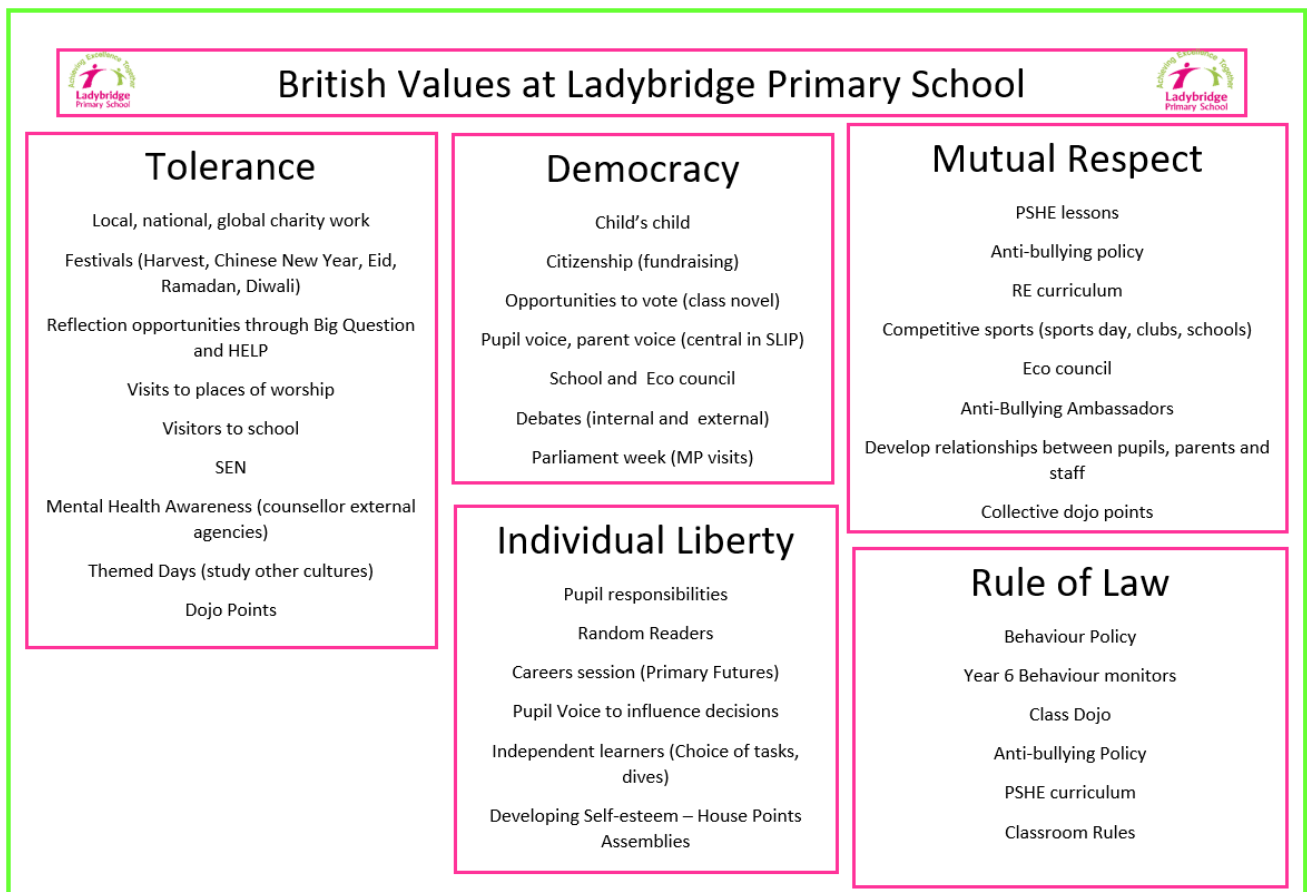 Achieving Excellence Together
Ladybridge
Primary School
British Values at Ladybridge Primary School
Achieving Excellence Together
Ladybridge
Primary School
Tolerance
Local, national, global charity work
Festivals (Harvest, Chinese New Year, Eid,
Ramadan, Diwali)
Reflection opportunities through Big Question
and HELP
Visits to places of worship
Visitors to school
SEN
Mental Health Awareness (counsellor external
agencies)
Themed Days (study other cultures)
Dojo Points
Democracy
Child’s child
Citizenship (fundraising)
Opportunities to vote (class novel)
Pupil voice, parent voice (central in SLIP)
School and  Eco council
Debates (internal and  external)
Parliament week (MP visits)
Individual Liberty
Pupil responsibilities
Random Readers
Careers session (Primary Futures)
Pupil Voice to influence decisions
Independent learners (Choice of tasks,
dives)
Developing Self-esteem – House Points
Assemblies
Mutual Respect
PSHE lessons
Anti-bullying policy
RE curriculum
Competitive sports (sports day, clubs, schools)
Eco council
Anti-Bullying Ambassadors
Develop relationships between pupils, parents and
staff
Collective dojo points
Rule of Law
Behaviour Policy
Year 6 Behaviour monitors
Class Dojo
Anti-bullying Policy
PSHE curriculum
Classroom Rules